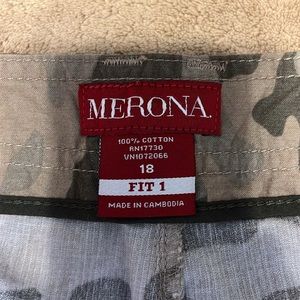 MERONA.
100% COTTON
RN17730
VN1072066
18
FIT 1
MADE IN CAMBODIA